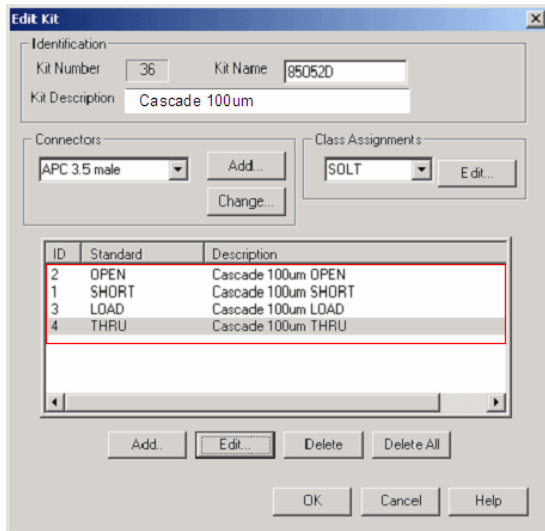 Edit Kit
Identification
Kit Number 36 Kit Name 85052D
Kit Description Cascade 100um
Connectors
APC 3.5 male Add...
Change...
Class Assignments
SOLT Edit...
ID Standard Description
2 OPEN Cascade 100um OPEN
1 SHORT Cascade 100um SHORT
3 LOAD Cascade 100um LOAD
4 THRU Cascade 100um THRU
Add.. Edit... Delete Delete All
OK Cancel Help